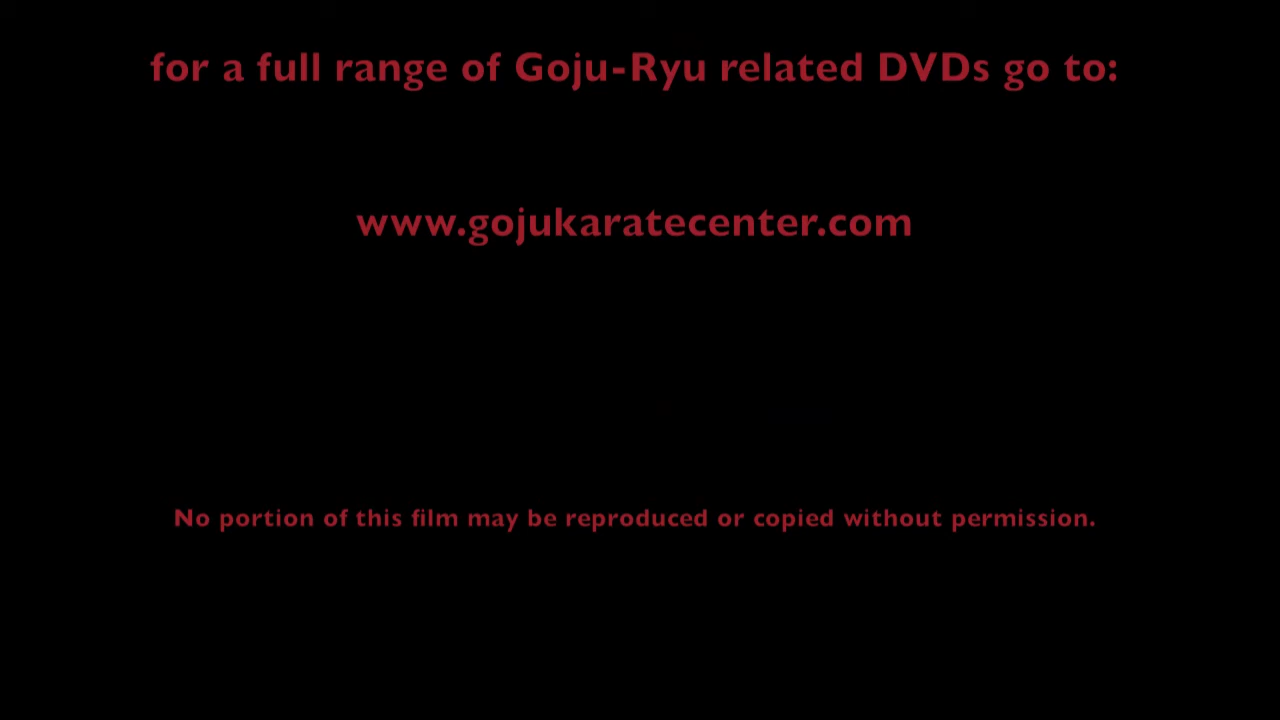 for a full range of Goju-Ryu related DVDs go to:
www.gojukaratecenter.com
No portion of this film may be reproduced or copied without permission.